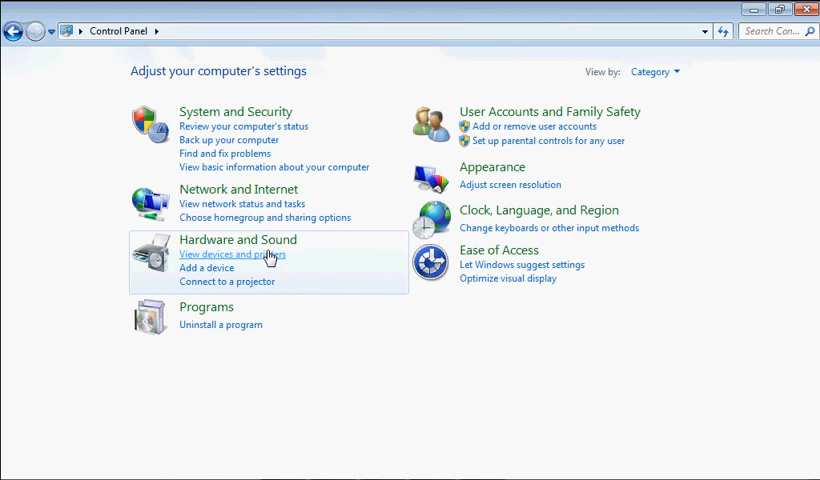 Control Panel
Search Con...
Adjust your computer's settings
View by: Category
System and Security
Review your computer's status
Back up your computer
Find and fix problems
View basic information about your computer
Network and Internet
View network status and tasks
Choose homegroup and sharing options
Hardware and Sound
View devices and printers
Add a device
Connect to a projector
Programs
Uninstall a program
User Accounts and Family Safety
Add or remove user accounts
Set up parental controls for any user
Appearance
Adjust screen resolution
Clock, Language, and Region
Change keyboards or other input methods
Ease of Access
Let Windows suggest settings
Optimize visual display